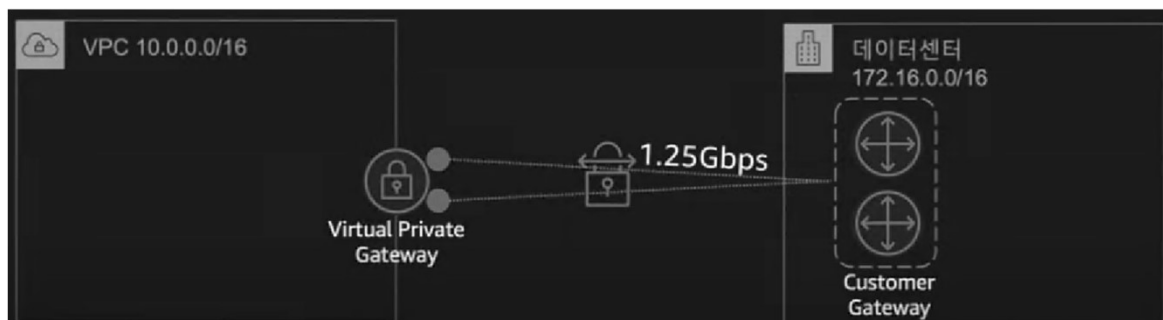 VPC 10.0.0.0/16
데이터센터
172.16.0.0/16
1.25Gbps
Virtual Private
Gateway
Customer
Gateway